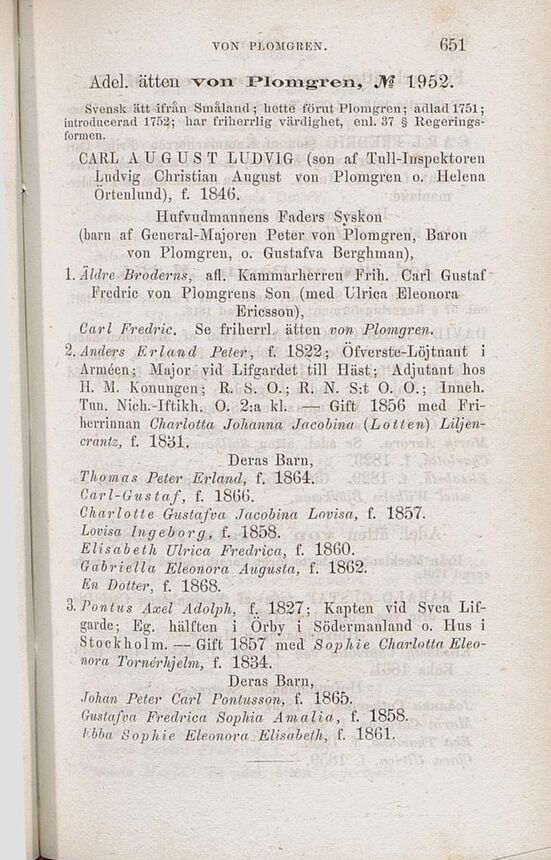 VON PLOMGREN. 651
Adel. ätten von Plomgren, № 1952.
Svensk ätt ifrån Småland; hette förut Plomgren; adlad 1751;
introducerad 1752; har friherrlig värdighet, enl. 37 § Regerings-
formen.
CARL AUGUST LUDVIG (son af Tull-Inspektoren
Ludvig Christian August von Plomgren o. Helena
Örtenlund), f. 1846.
Hufvudmannens Faders Syskon
(barn af General-Majoren Peter von Plomgren, Baron
von Plomgren, o. Gustafva Berghman),
1. Äldre Broderns, afl. Kammarherren Frih. Carl Gustaf
Fredric von Plomgrens Son (med Ulrica Eleonora
Ericsson),
Carl Fredric. Se friherrl. ätten von Plomgren.
2. Anders Erland Peter, f. 1822; Öfverste-Löjtnant i
Arméen; Major vid Lifgardet till Häst; Adjutant hos
H. M. Konungen; R. S. O.; R. N. S:t O. O.; Inneh.
Tun. Nich.-Iftikh. O. 2:a kl. — Gift 1856 med Fri-
herrinnan Charlotta Johanna Jacobina (Lotten) Liljen-
crantz, f. 1831.
Deras Barn,
Thomas Peter Erland, f. 1864.
Carl-Gustaf, f. 1866.
Charlotte Gustafva Jacobina Lovisa, f. 1857.
Lovisa Ingeborg, f. 1858.
Elisabeth Ulrica Fredrica, f. 1860.
Gabriella Eleonora Augusta, f. 1862.
En Dotter, f. 1868.
3. Pontus Axel Adolph, f. 1827; Kapten vid Svea Lif-
garde; Eg. hälften i Örby i Södermanland o. Hus i
Stockholm. — Gift 1857 med Sophie Charlotta Eleo-
nora Tornérhjelm, f. 1834.
Deras Barn,
Johan Peter Carl Pontusson, f. 1865.
Gustafva Fredrica Sophia Amalia, f. 1858.
Ebba Sophie Eleonora Elisabeth, f. 1861.